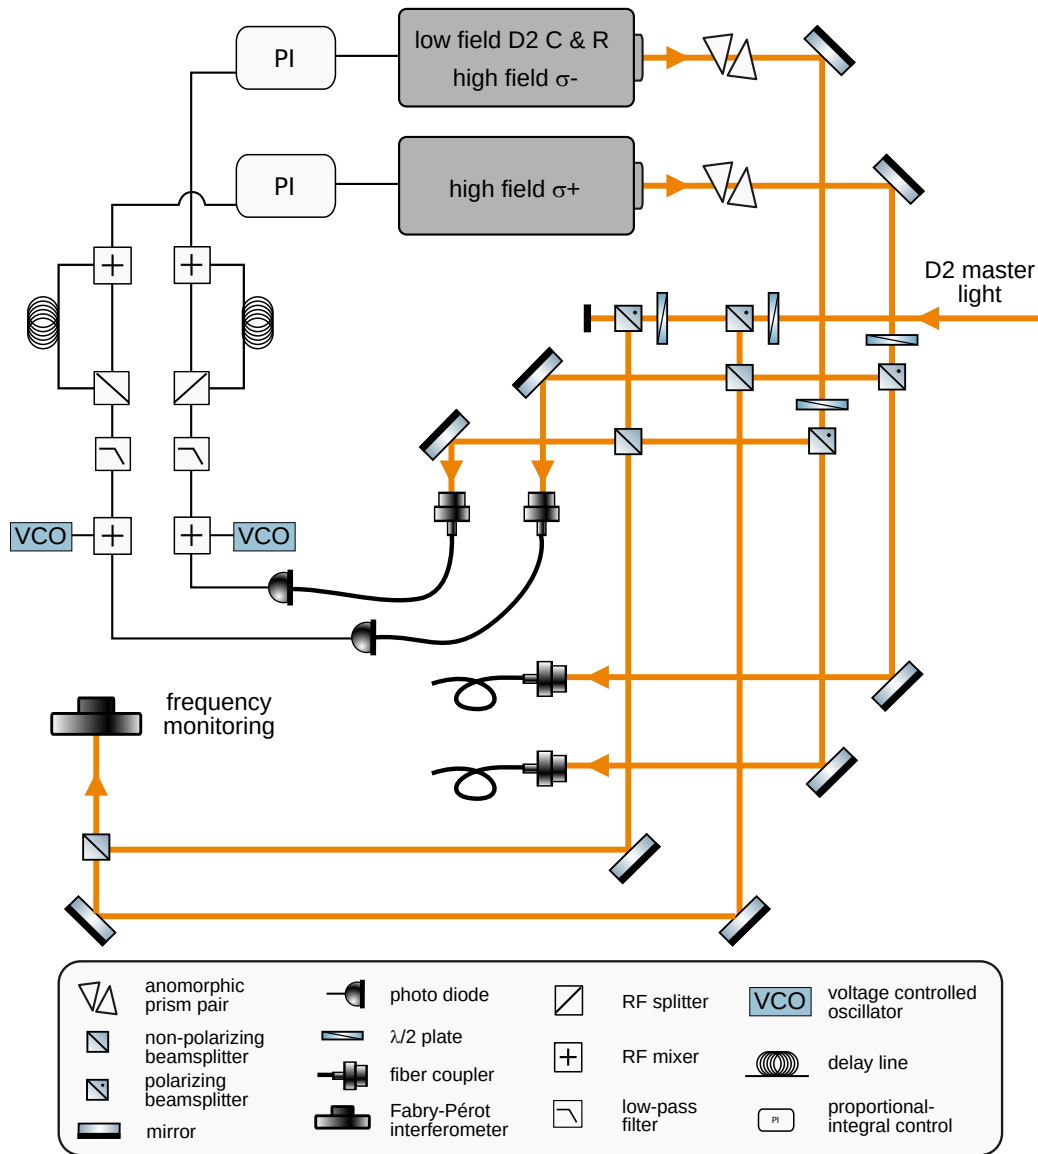 PI
low field D2 C & R
high field σ-
PI
high field σ+
D2 master
light
VCO
VCO
frequency
monitoring
anomorphic
prism pair
non-polarizing
beamsplitter
polarizing
beamsplitter
mirror
photo diode
λ/2 plate
fiber coupler
Fabry-Pérot
interferometer
RF splitter
RF mixer
low-pass
filter
VCO
voltage controlled
oscillator
delay line
PI
proportional-
integral control